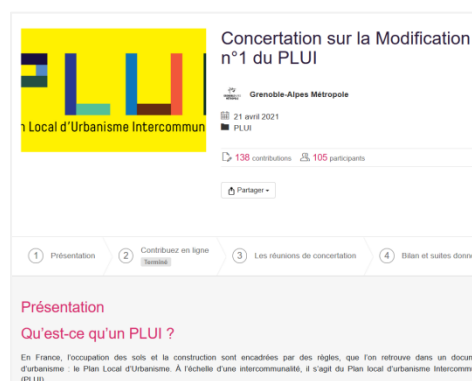 PLUI
n Local d'Urbanisme Intercommun
Concertation sur la Modification
n°1 du PLUI
Grenoble-Alpes Métropole
21 avril 2021
PLUI
138 contributions 105 participants
Partager
1 Présentation
2 Contribuez en ligne
Terminé
3 Les réunions de concertation
4 Bilan et suites donn
Présentation
Qu'est-ce qu'un PLUI ?
En France, l'occupation des sols et la construction sont encadrées par des règles, que l'on retrouve dans un docum
d'urbanisme : le Plan Local d'Urbanisme. À l'échelle d'une intercommunalité, il s'agit du Plan local d'urbanisme Intercomm
(PLUI)